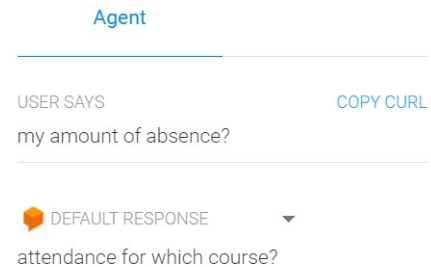 Agent
USER SAYS COPY CURL
my amount of absence?
DEFAULT RESPONSE
attendance for which course?